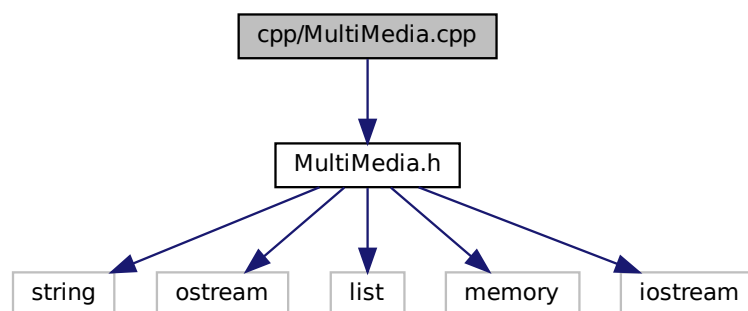 cpp/MultiMedia.cpp
MultiMedia.h
string
ostream
list
memory
iostream